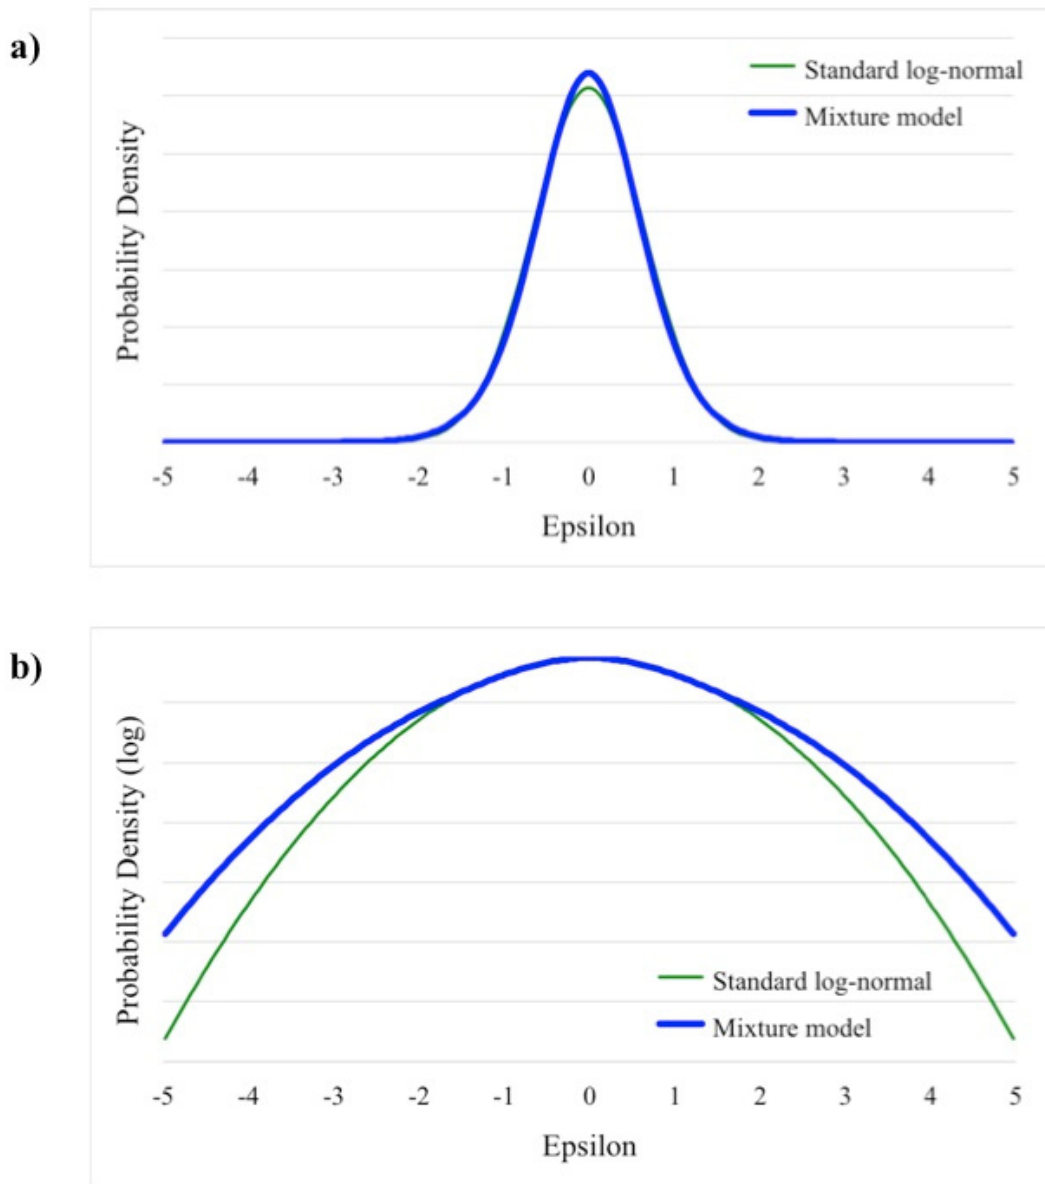 a)
Probability Density
Standard log-normal
Mixture model
-5 -4 -3 -2 -1 0 1 2 3 4 5
Epsilon
b)
Probability Density (log)
Standard log-normal
Mixture model
-5 -4 -3 -2 -1 0 1 2 3 4 5
Epsilon